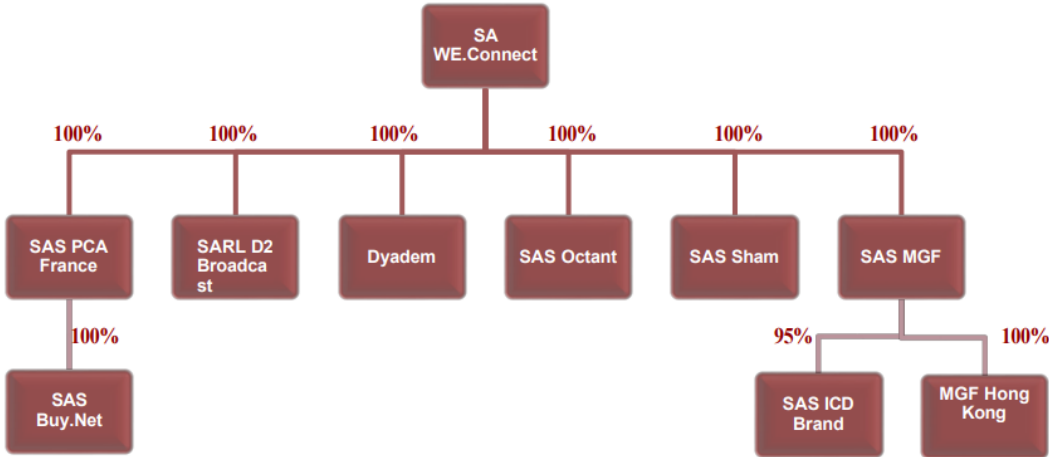 SA
WE.Connect
100%
100%
100%
100%
100%
100%
SAS PCA
France
SARL D2
Broadca
st
Dyadem
SAS Octant
SAS Sham
SAS MGF
100%
95%
100%
SAS
Buy.Net
SAS ICD
Brand
MGF Hong
Kong